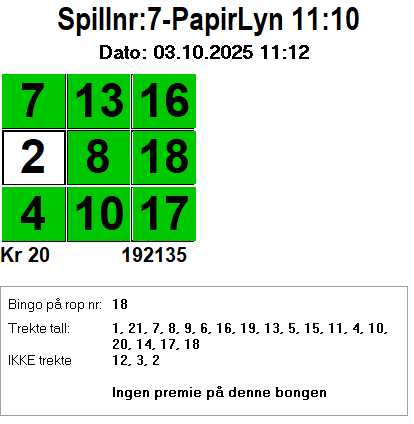 Spillnr:7-PapirLyn 11:10
Dato: 03.10.2025 11:12
7 13 16
2 8 18
4 10 17
Kr 20 192135
Bingo på rop nr: 18
Trekte tall: 1, 21, 7, 8, 9, 6, 16, 19, 13, 5, 15, 11, 4, 10,
20, 14, 17, 18
IKKE trekte 12, 3, 2
Ingen premie på denne bongen